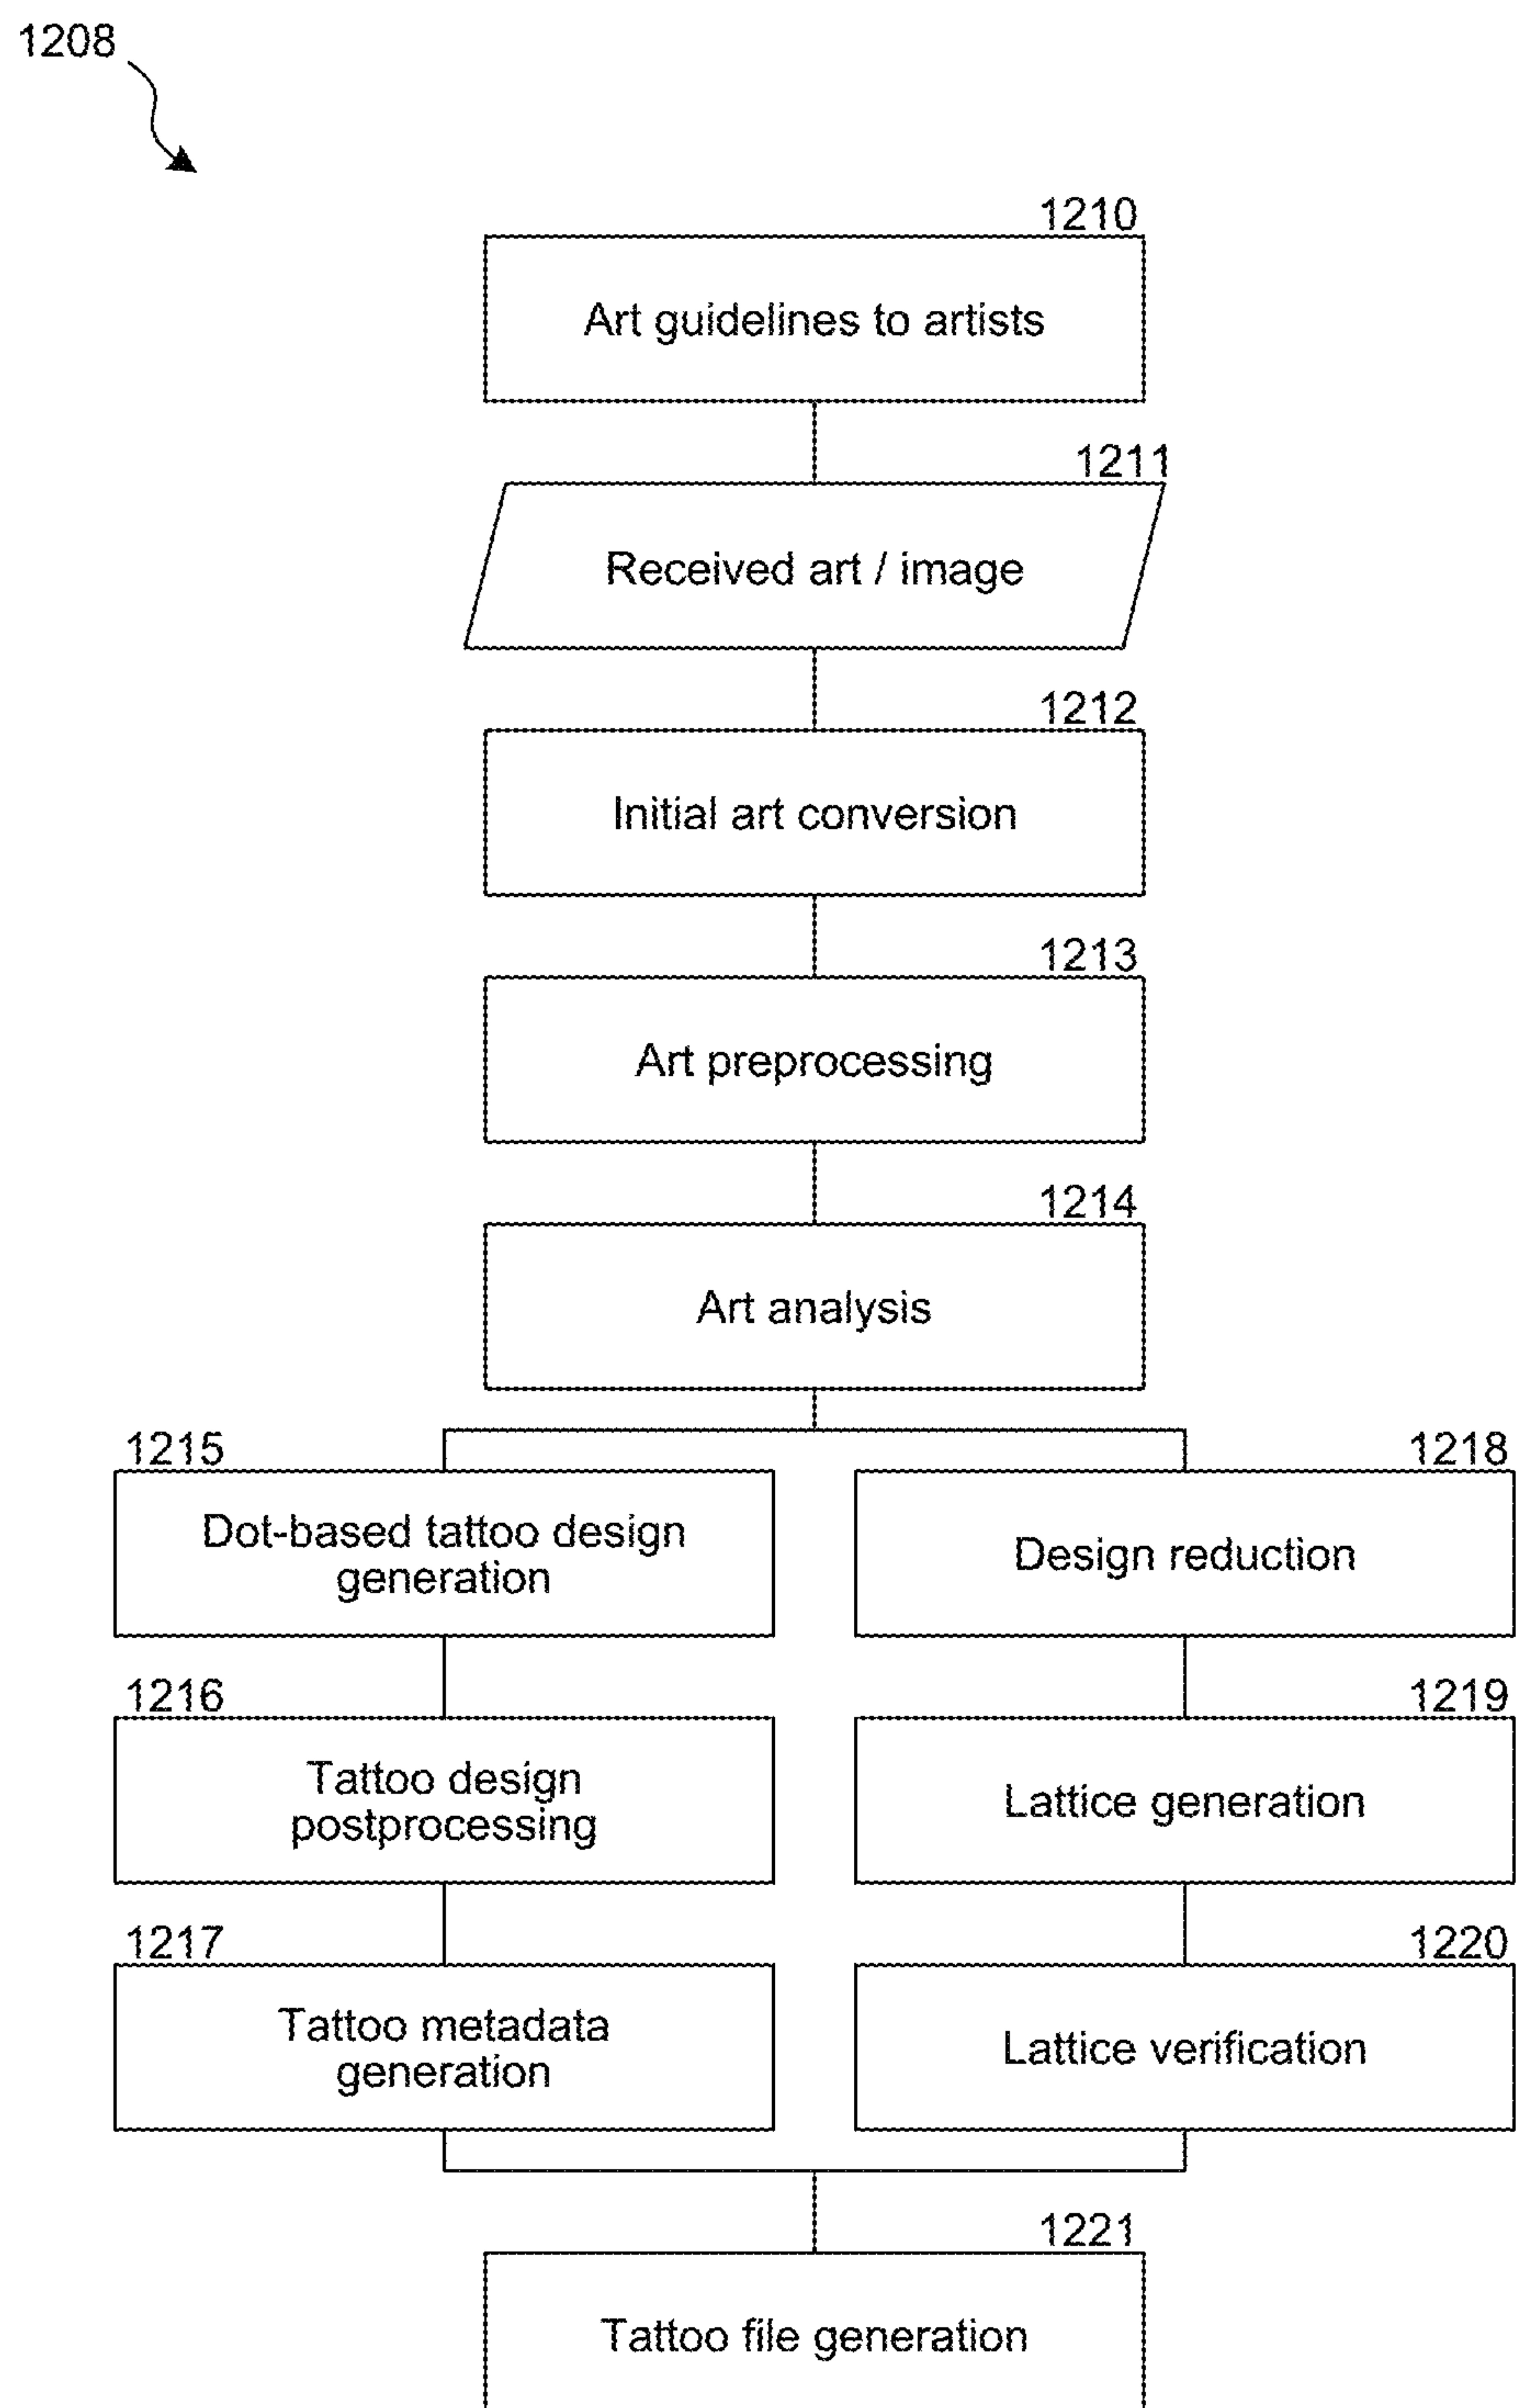 1208
1210
Art guidelines to artists
1211
Received art / image
1212
Initial art conversion
1213
Art preprocessing
1214
Art analysis
1215
Dot-based tattoo design
generation
1216
Tattoo design
postprocessing
1217
Tattoo metadata
generation
1218
Design reduction
1219
Lattice generation
1220
Lattice verification
1221
Tattoo file generation